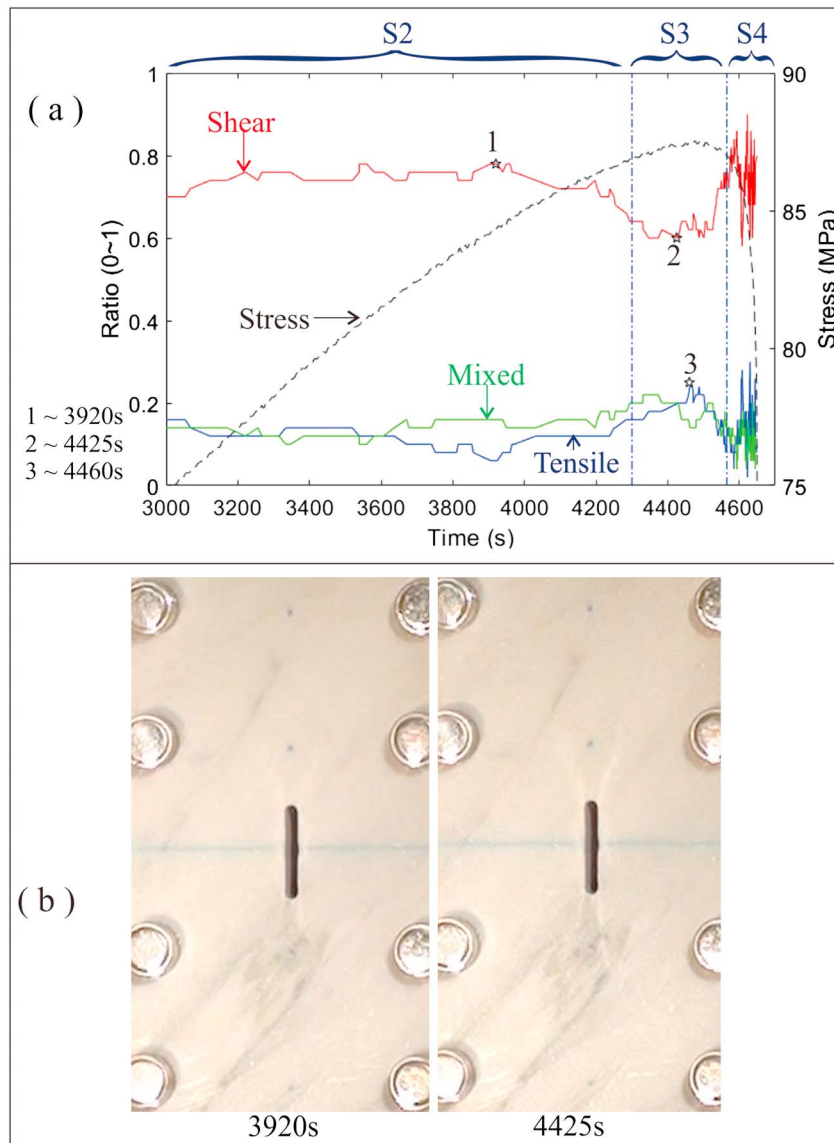 S2 S3 S4
( a )
1 90
Shear
1
0.8
85
2
0.6
Ratio (0~1)
Stress (MPa)
Stress
0.4
80
Mixed
3
0.2
1 ~ 3920s
2 ~ 4425s
3 ~ 4460s
Tensile
0 75
3000 3200 3400 3600 3800 4000 4200 4400 4600
Time (s)
( b )
3920s 4425s